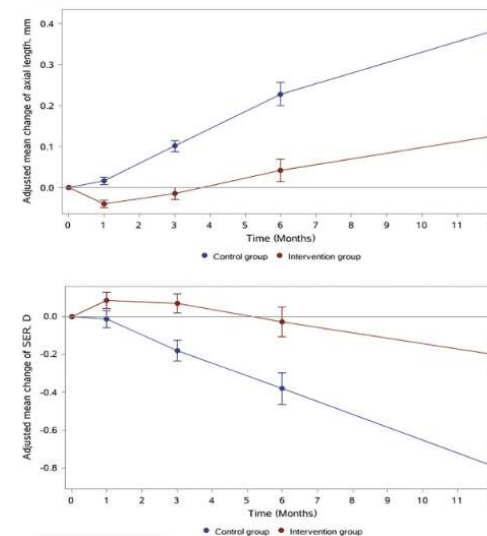 Adjusted mean change of axial length, mm
0.4
0.3
0.2
0.1
0.0
0 1 2 3 4 5 6 7 8 9 10 11
Time (Months)
Control group Intervention group
Adjusted mean change of SER, D
0.0
-0.2
-0.4
-0.6
-0.8
0 1 2 3 4 5 6 7 8 9 10 11
Time (Months)
Control group Intervention group